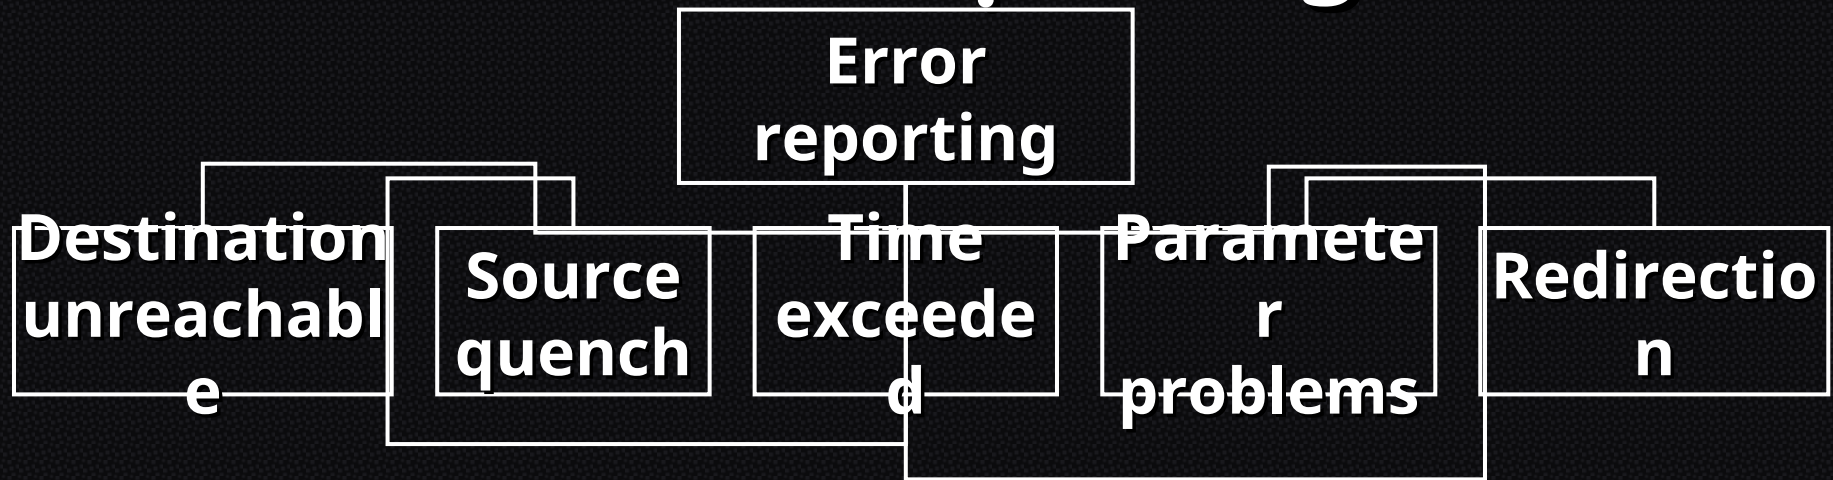 Error
reporting
Destination
unreachabl
e
Source
quench
Time
exceede
d
Paramete
r
problems
Redirectio
n